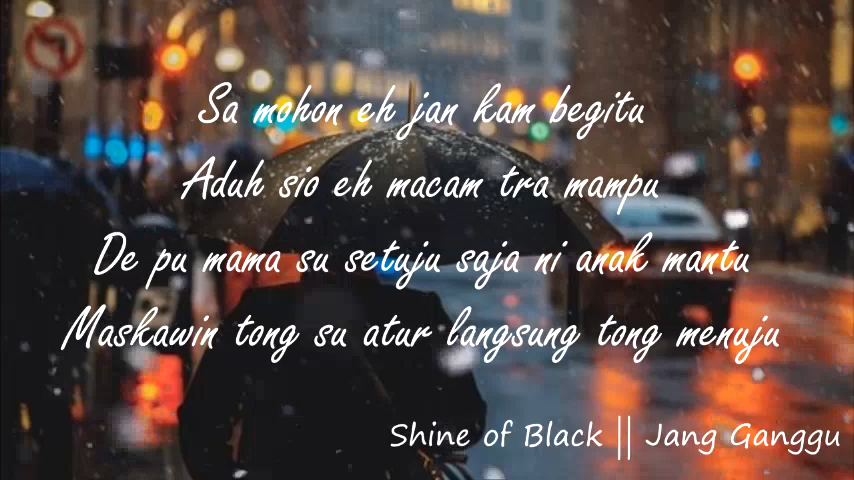 Sa mohon eh jan kam begitu
Aduh sio eh macam tra mampu
De pu mama su setuju saja ni anak mantu
Maskawin tong su atur langsung tong menuju
Shine of Black || Jang Ganggu